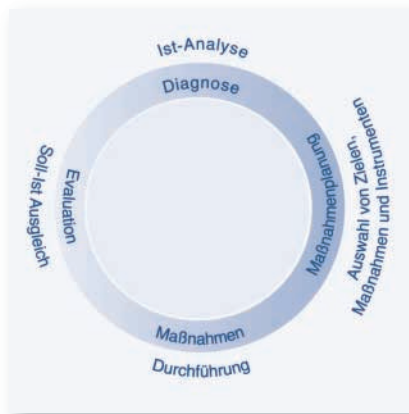 Ist-Analyse
Diagnose
Maßnahmenplanung
Auswahl von Zielen,
Maßnahmen und Instrumenten
Maßnahmen
Durchführung
Evaluation
Soll-Ist Ausgleich